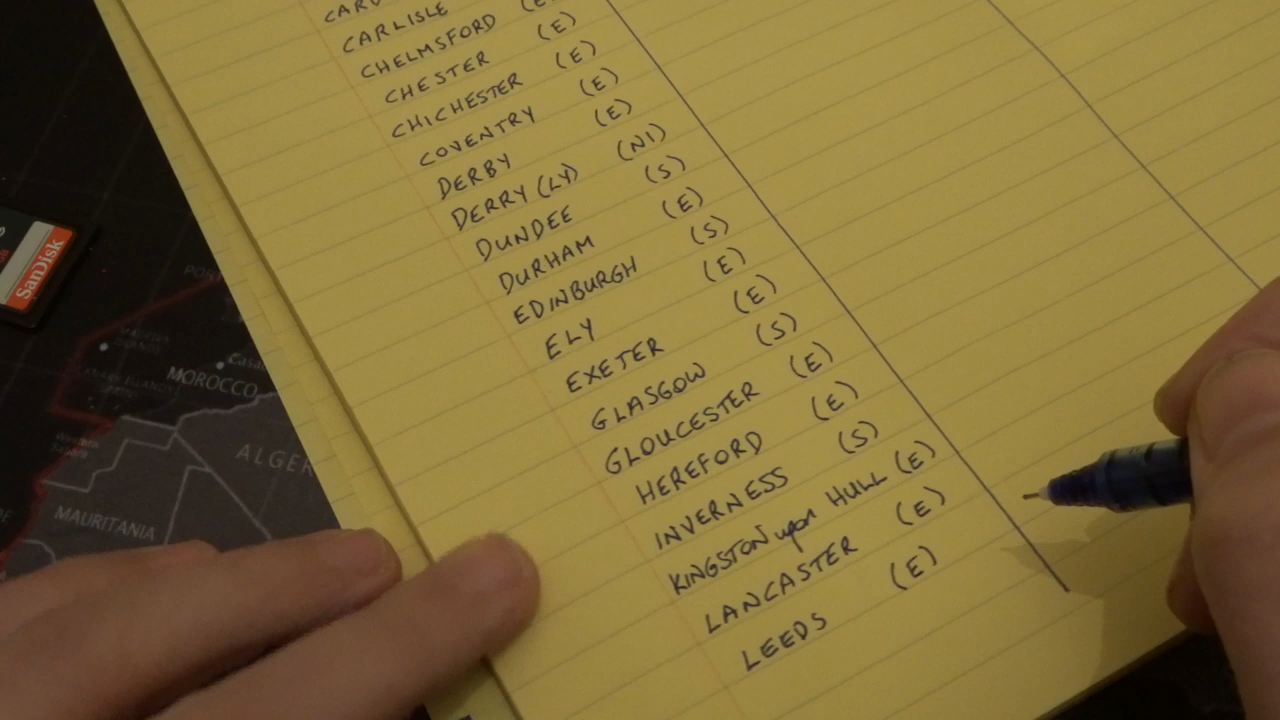 CARLISLE
CHELMSFORD (E)
CHESTER (E)
CHICHESTER (E)
COVENTRY (E)
DERBY (E)
DERRY (LY) (NI)
DUNDEE (S)
DURHAM (E)
EDINBURGH (S)
ELY (E)
EXETER (E)
GLASGOW (S)
GLOUCESTER (E)
HEREFORD (E)
INVERNESS (S)
KINGSTON upon HULL (E)
LANCASTER (E)
LEEDS (E)
SanDisk
MOROCCO
MAURITANIA